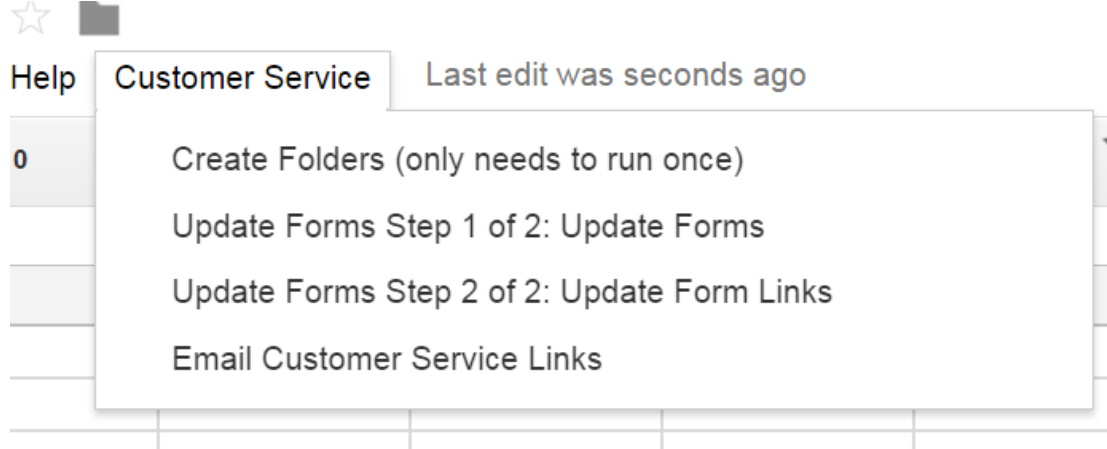 Help Customer Service Last edit was seconds ago
0
Create Folders (only needs to run once)
Update Forms Step 1 of 2: Update Forms
Update Forms Step 2 of 2: Update Form Links
Email Customer Service Links